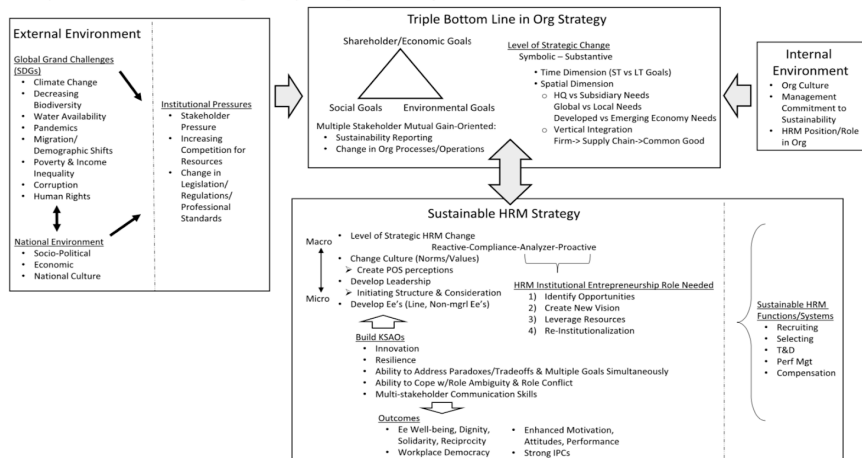 External Environment
Global Grand Challenges
(SDGs)
• Climate Change
• Decreasing
Biodiversity
• Water Availability
• Pandemics
• Migration/
Demographic Shifts
• Poverty & Income
Inequality
• Corruption
• Human Rights
National Environment
• Socio-Political
• Economic
• National Culture
Institutional Pressures
• Stakeholder
Pressure
• Increasing
Competition for
Resources
• Change in
Legislation/
Regulations/
Professional
Standards
Triple Bottom Line in Org Strategy
Shareholder/Economic Goals
Social Goals
Environmental Goals
Multiple Stakeholder Mutual Gain-Oriented:
• Sustainability Reporting
• Change in Org Processes/Operations
Level of Strategic Change
Symbolic – Substantive
• Time Dimension (ST vs LT Goals)
• Spatial Dimension
o HQ vs Subsidiary Needs
Global vs Local Needs
Developed vs Emerging Economy Needs
o Vertical Integration
Firm-> Supply Chain->Common Good
Internal
Environment
• Org Culture
• Management
Commitment to
Sustainability
• HRM Position/Role
in Org
Sustainable HRM Strategy
Macro
Micro
• Level of Strategic HRM Change
Reactive-Compliance-Analyzer-Proactive
• Change Culture (Norms/Values)
➢ Create POS perceptions
• Develop Leadership
➢ Initiating Structure & Consideration
• Develop Ee's (Line, Non-mgrl Ee's)
HRM Institutional Entrepreneurship Role Needed
1) Identify Opportunities
2) Create New Vision
3) Leverage Resources
4) Re-Institutionalization
Build KSAOs
• Innovation
• Resilience
• Ability to Address Paradoxes/Tradeoffs & Multiple Goals Simultaneously
• Ability to Cope w/Role Ambiguity & Role Conflict
• Multi-stakeholder Communication Skills
Outcomes
• Ee Well-being, Dignity,
Solidarity, Reciprocity
• Workplace Democracy
• Enhanced Motivation,
Attitudes, Performance
• Strong IPCs
Sustainable HRM
Functions/Systems
• Recruiting
• Selecting
• T&D
• Perf Mgt
• Compensation